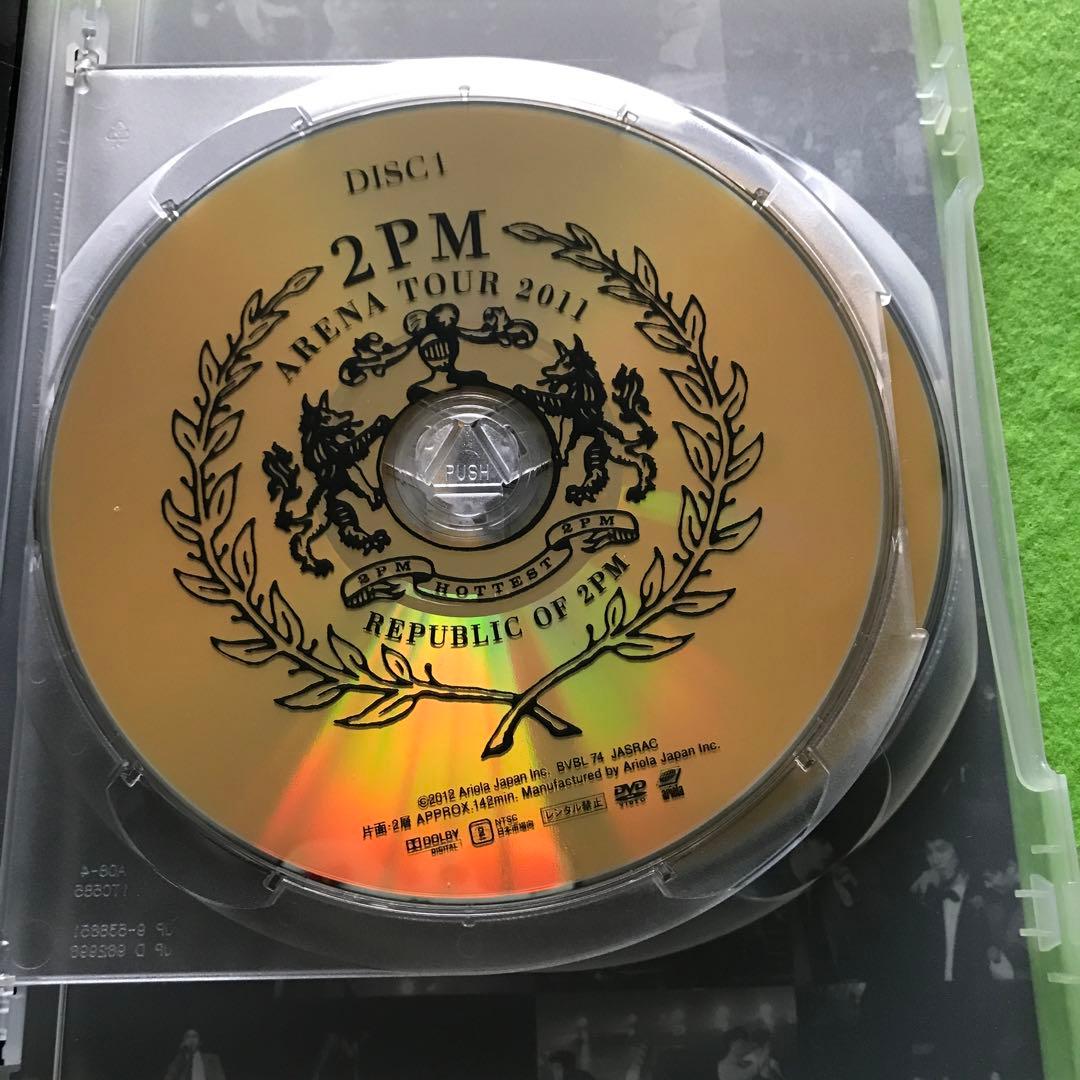 DISC1
2PM
ARENA TOUR 2011
PUSH
2PM HOTTEST 2PM
REPUBLIC OF 2PM
©2012 Ariola Japan Inc. BVBL 74 JASRAC
片面・2層 APPROX.142min. Manufactured by Ariola Japan Inc.
DOLBY DIGITAL
2 NTSC 日本市場向
レンタル禁止
DVD VIDEO